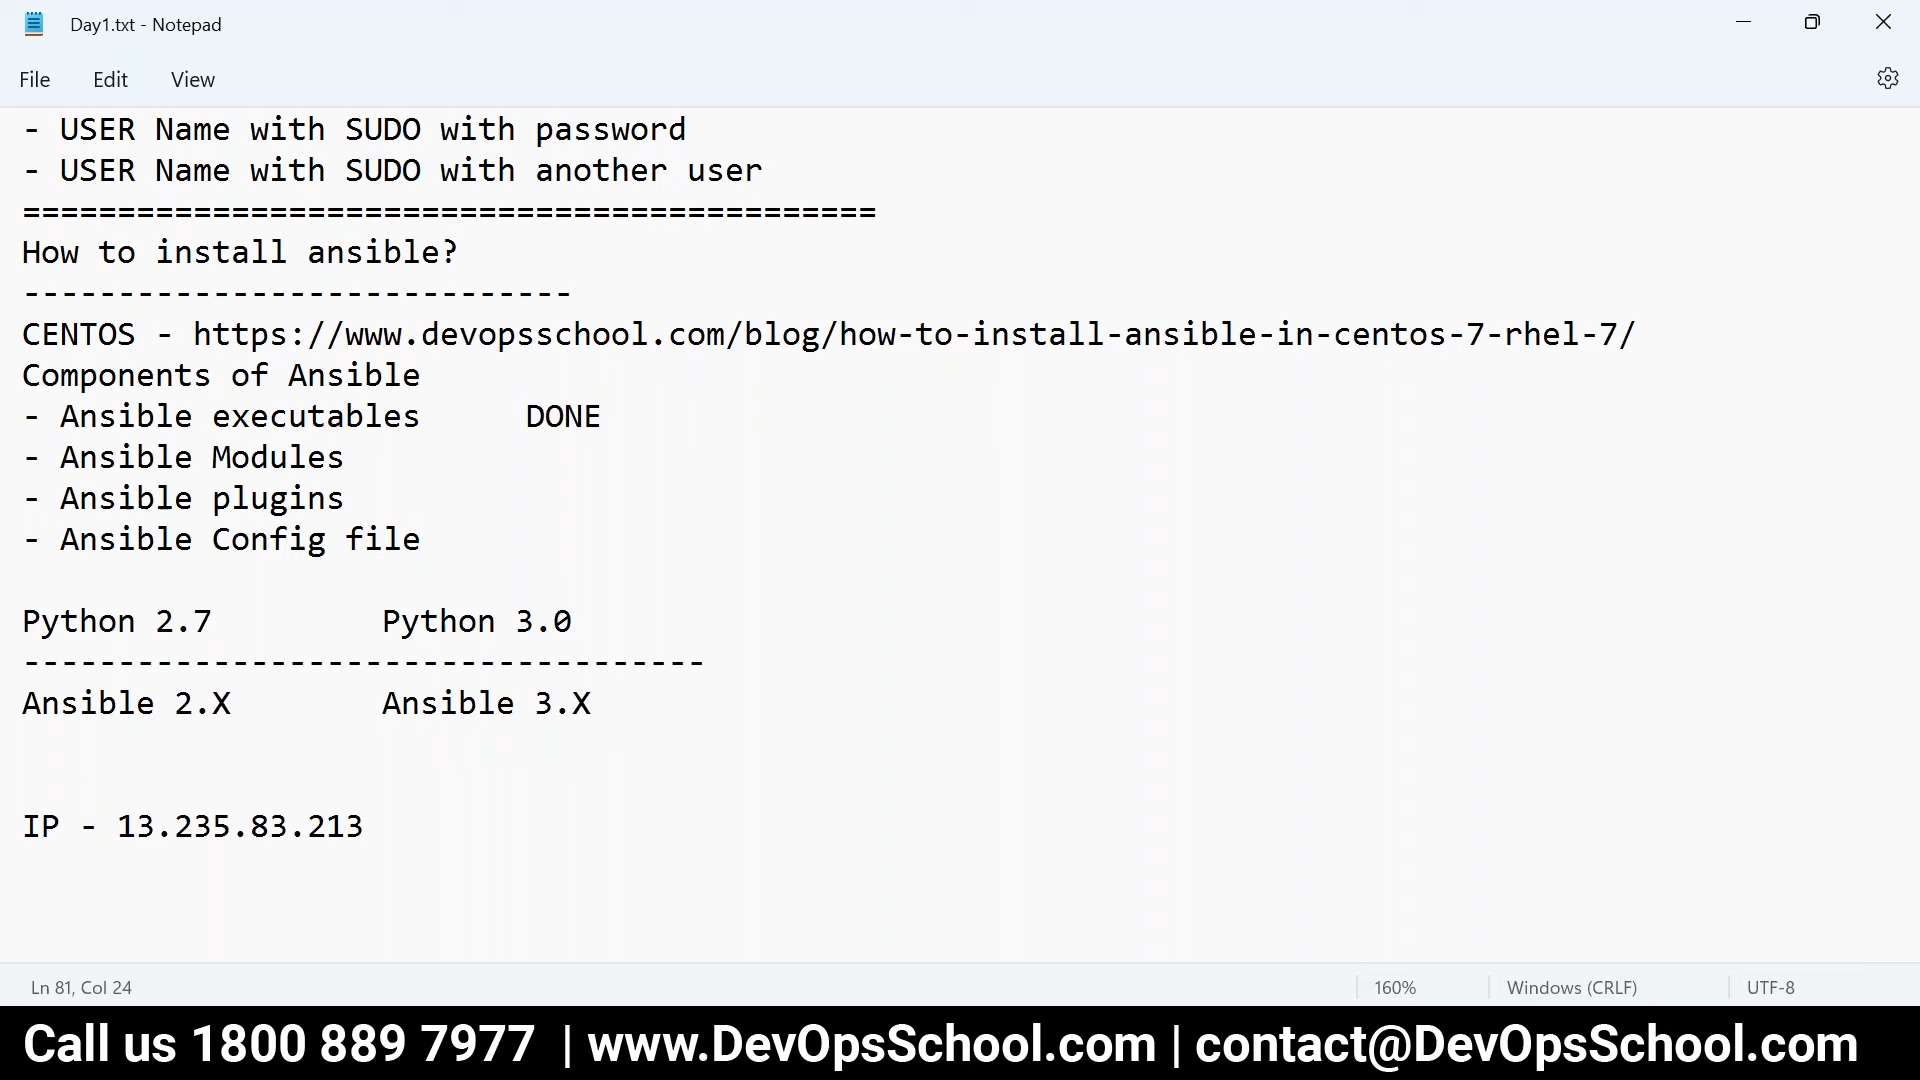 Day1.txt - Notepad
File Edit View
- USER Name with SUDO with password
- USER Name with SUDO with another user
=============================================
How to install ansible?
-----------------------------
CENTOS - https://www.devopsschool.com/blog/how-to-install-ansible-in-centos-7-rhel-7/
Components of Ansible
- Ansible executables DONE
- Ansible Modules
- Ansible plugins
- Ansible Config file
Python 2.7 Python 3.0
------------------------------------
Ansible 2.X Ansible 3.X
IP - 13.235.83.213
Ln 81, Col 24 160% Windows (CRLF) UTF-8
Call us 1800 889 7977 | www.DevOpsSchool.com | contact@DevOpsSchool.com